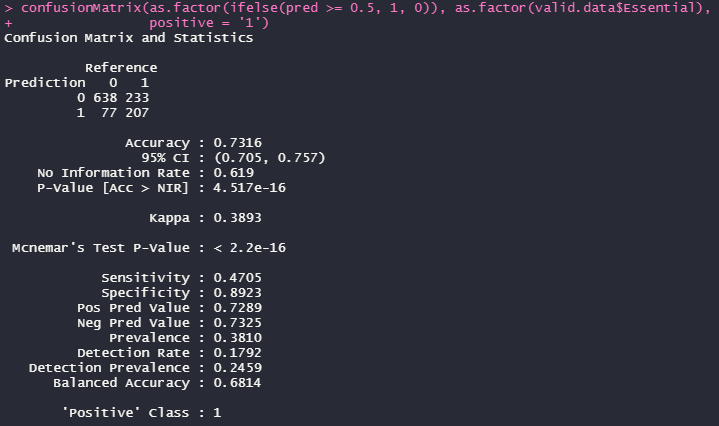 > confusionMatrix(as.factor(ifelse(pred >= 0.5, 1, 0)), as.factor(valid.data$Essential),
+                 positive = '1')
Confusion Matrix and Statistics

          Reference
Prediction   0   1
         0 638 233
         1  77 207

               Accuracy : 0.7316
                 95% CI : (0.705, 0.757)
    No Information Rate : 0.619
    P-Value [Acc > NIR] : 4.517e-16

                  Kappa : 0.3893

 Mcnemar's Test P-Value : < 2.2e-16

            Sensitivity : 0.4705
            Specificity : 0.8923
         Pos Pred Value : 0.7289
         Neg Pred Value : 0.7325
             Prevalence : 0.3810
         Detection Rate : 0.1792
   Detection Prevalence : 0.2459
      Balanced Accuracy : 0.6814

       'Positive' Class : 1